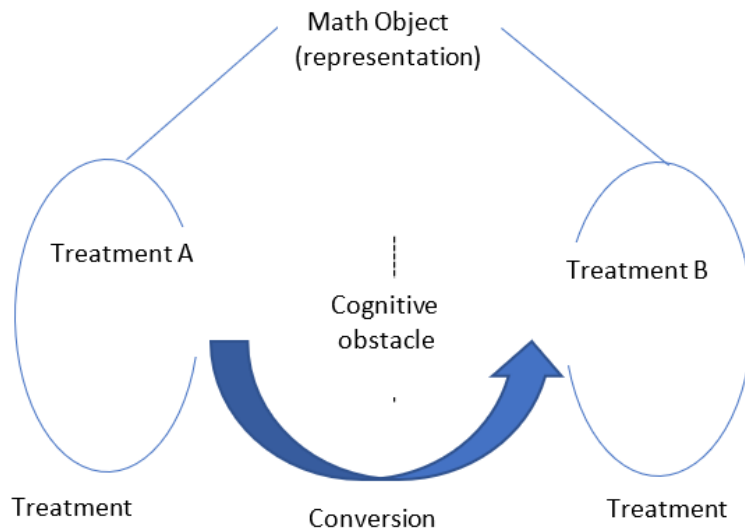 Math Object
(representation)
Treatment A
Treatment B
Cognitive
obstacle
Treatment
Conversion
Treatment